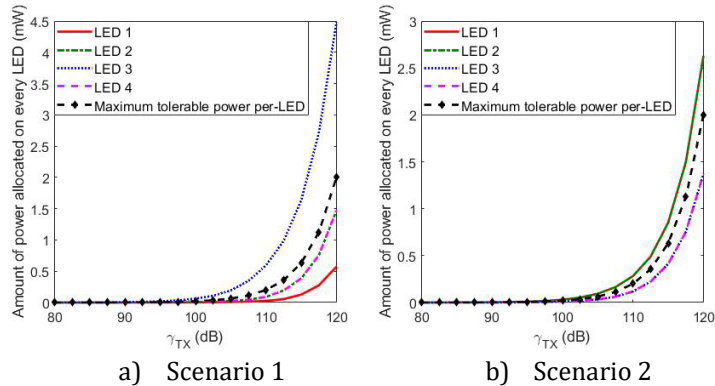 Amount of power allocated on every LED (mW)
4.5
4
3.5
3
2.5
2
1.5
1
0.5
0
80
90
100
110
120
γTX (dB)
LED 1
LED 2
LED 3
LED 4
Maximum tolerable power per-LED
a) Scenario 1
Amount of power allocated on every LED (mW)
3
2.5
2
1.5
1
0.5
0
80
90
100
110
120
γTX (dB)
LED 1
LED 2
LED 3
LED 4
Maximum tolerable power per-LED
b) Scenario 2